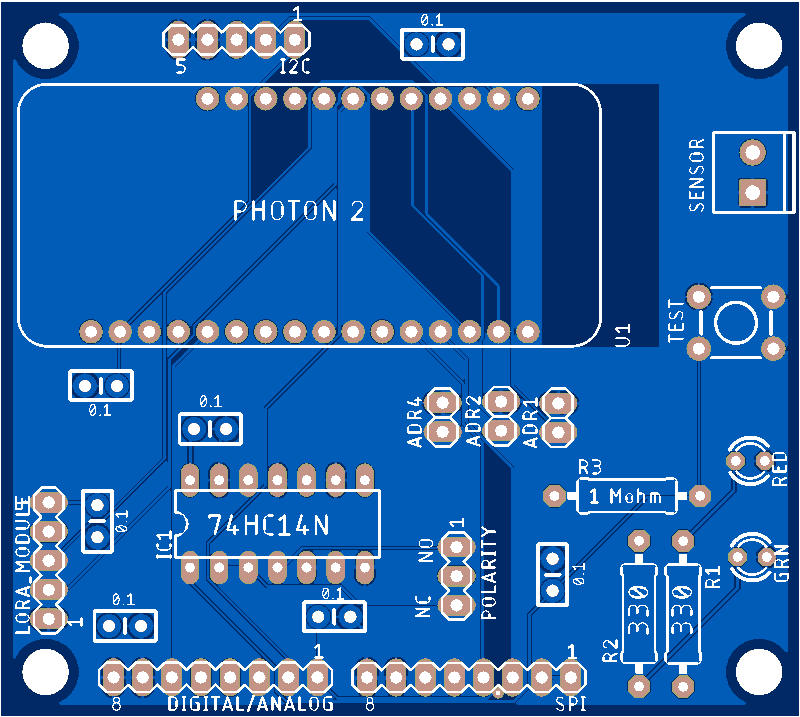 1
0.1
5
I2C
SENSOR
PHOTON 2
TEST
U1
0.1
0.1
ADR4
ADR2
ADR1
RED
R3
1 Mohm
LORA_MODULE
1
0.1
IC1
74HC14N
1
NO
NC
POLARITY
0.1
GRN
R1
330
330
R2
0.1
0.1
1
8
DIGITAL/ANALOG
1
8
SPI